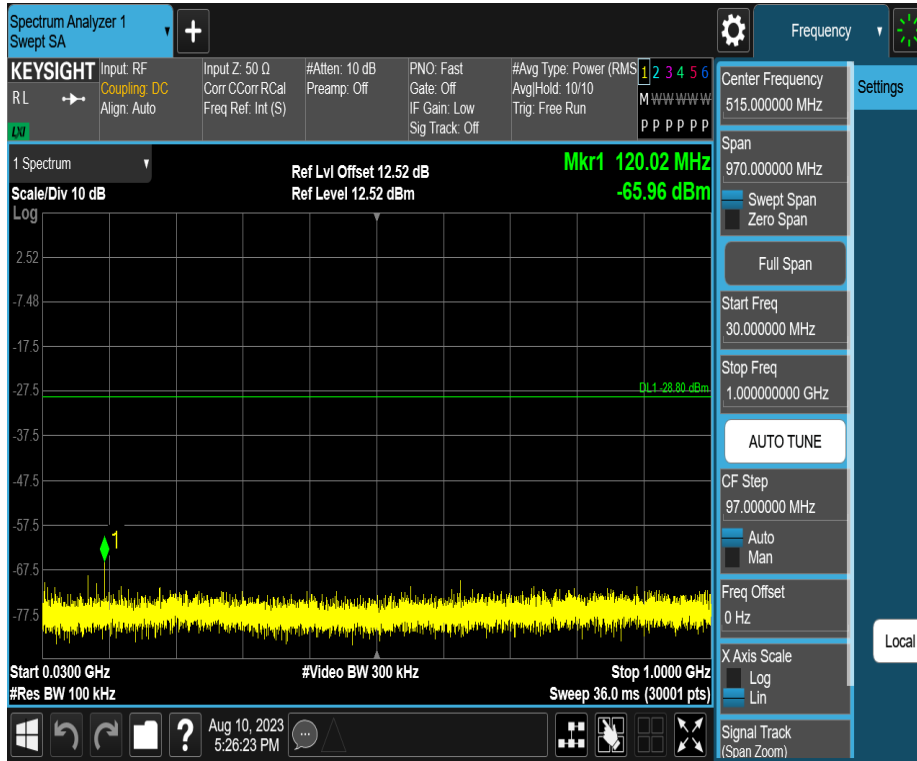 Spectrum Analyzer 1
Swept SA
+
Frequency
KEYSIGHT
R L
LXI
Input: RF
Coupling: DC
Align: Auto
Input Z: 50 Ω
Corr CCorr RCal
Freq Ref: Int (S)
#Atten: 10 dB
Preamp: Off
PNO: Fast
Gate: Off
IF Gain: Low
Sig Track: Off
#Avg Type: Power (RMS
Avg|Hold: 10/10
Trig: Free Run
1 2 3 4 5 6
M W W W W W
P P P P P P
1 Spectrum
Scale/Div 10 dB
Log
Ref Lvl Offset 12.52 dB
Ref Level 12.52 dBm
Mkr1 120.02 MHz
-65.96 dBm
2.52
-7.48
-17.5
-27.5
DL1 -28.80 dBm
-37.5
-47.5
-57.5
1
-67.5
-77.5
Start 0.0300 GHz
#Res BW 100 kHz
#Video BW 300 kHz
Stop 1.0000 GHz
Sweep 36.0 ms (30001 pts)
?
Aug 10, 2023
5:26:23 PM
Center Frequency
515.000000 MHz
Span
970.000000 MHz
Swept Span
Zero Span
Full Span
Start Freq
30.000000 MHz
Stop Freq
1.000000000 GHz
AUTO TUNE
CF Step
97.000000 MHz
Auto
Man
Freq Offset
0 Hz
X Axis Scale
Log
Lin
Signal Track
(Span Zoom)
Settings
Local